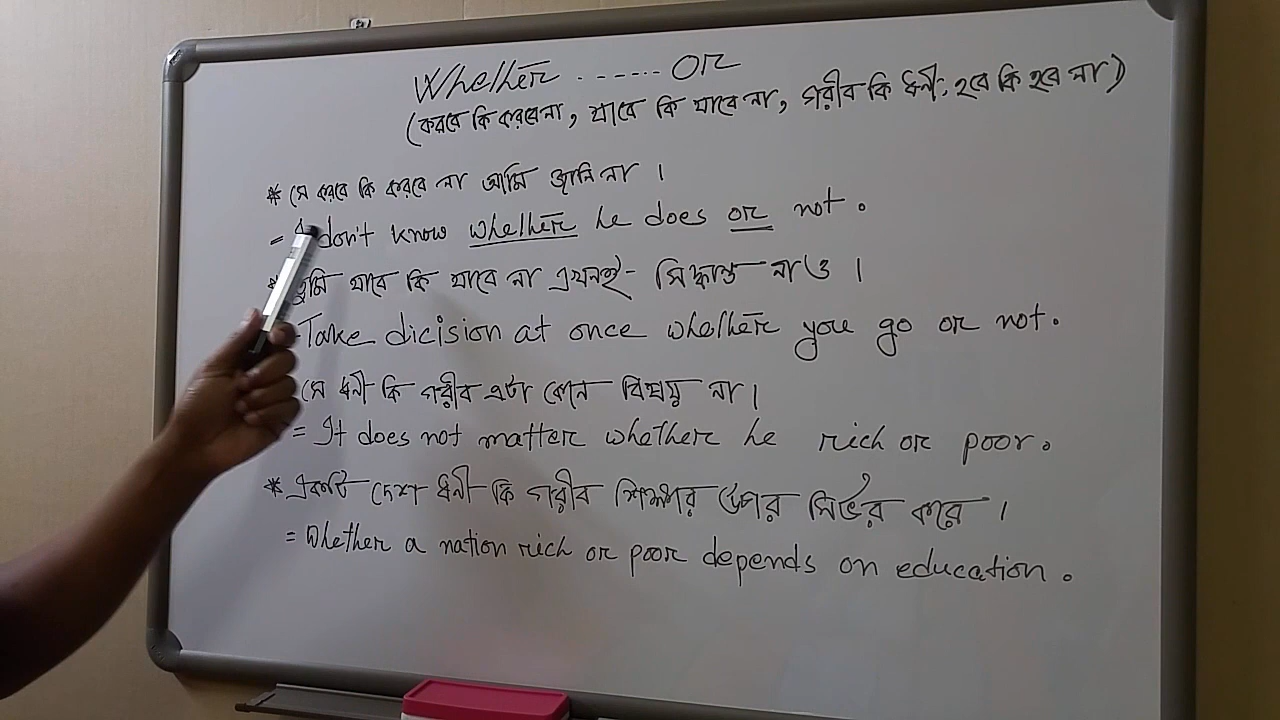 Whether ...... OR
(করবে কি করবে না, যাবে কি যাবে না, গরীব কি ধনী, হবে কি হবে না)
* সে করবে কি করবে না আমি জানি না ।
= I don't know whether he does or not.
* তুমি যাবে কি যাবে না এখনই সিদ্ধান্ত নাও ।
Take dicision at once whether you go or not.
সে ধনী কি গরীব এটা কোন বিষয় না ।
= It does not matter whether he rich or poor.
* একটি দেশ ধনী কি গরীব শিক্ষার উপর নির্ভর করে ।
= Whether a nation rich or poor depends on education.